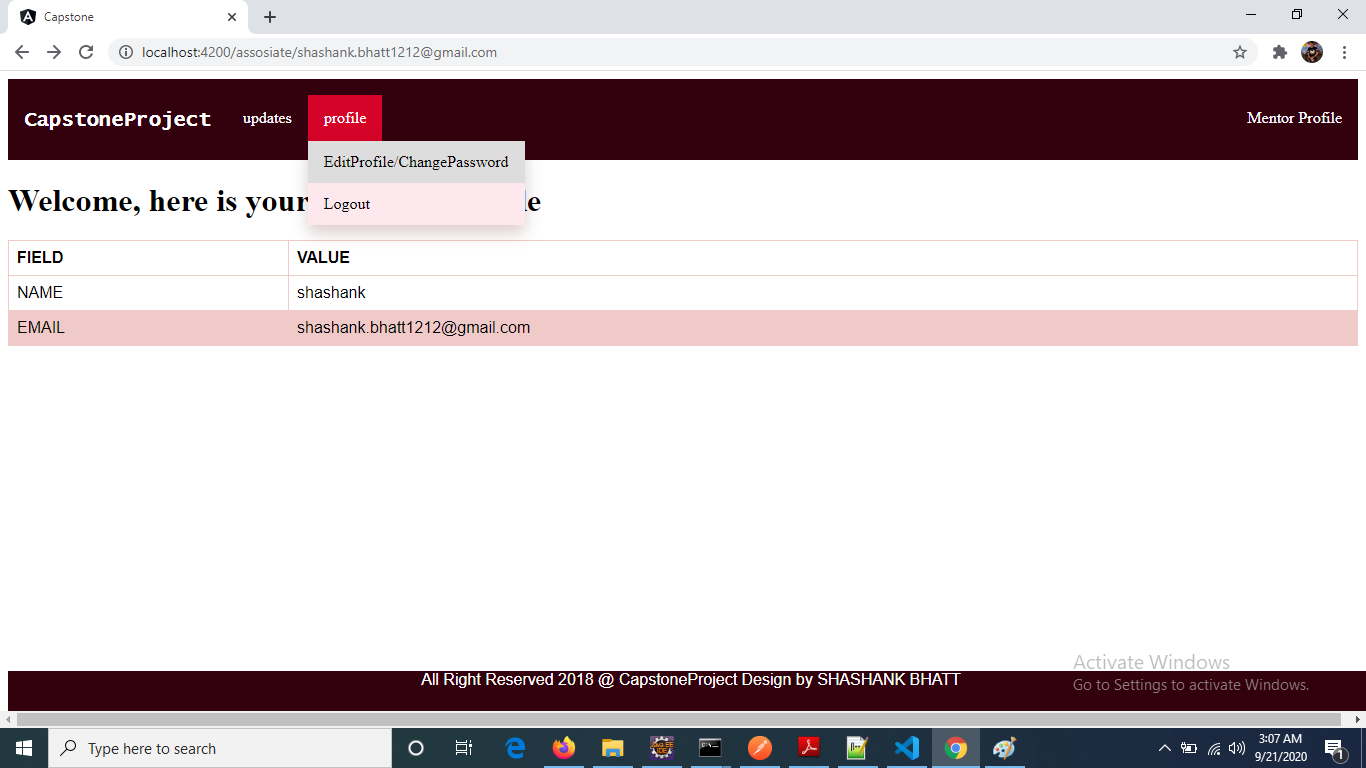 Capstone
localhost:4200/assosiate/shashank.bhatt1212@gmail.com
CapstoneProject updates profile Mentor Profile
EditProfile/ChangePassword
Logout
Welcome, here is your
FIELD VALUE
NAME shashank
EMAIL shashank.bhatt1212@gmail.com
All Right Reserved 2018 @ CapstoneProject Design by SHASHANK BHATT
Activate Windows
Go to Settings to activate Windows.
Type here to search
3:07 AM
9/21/2020
1